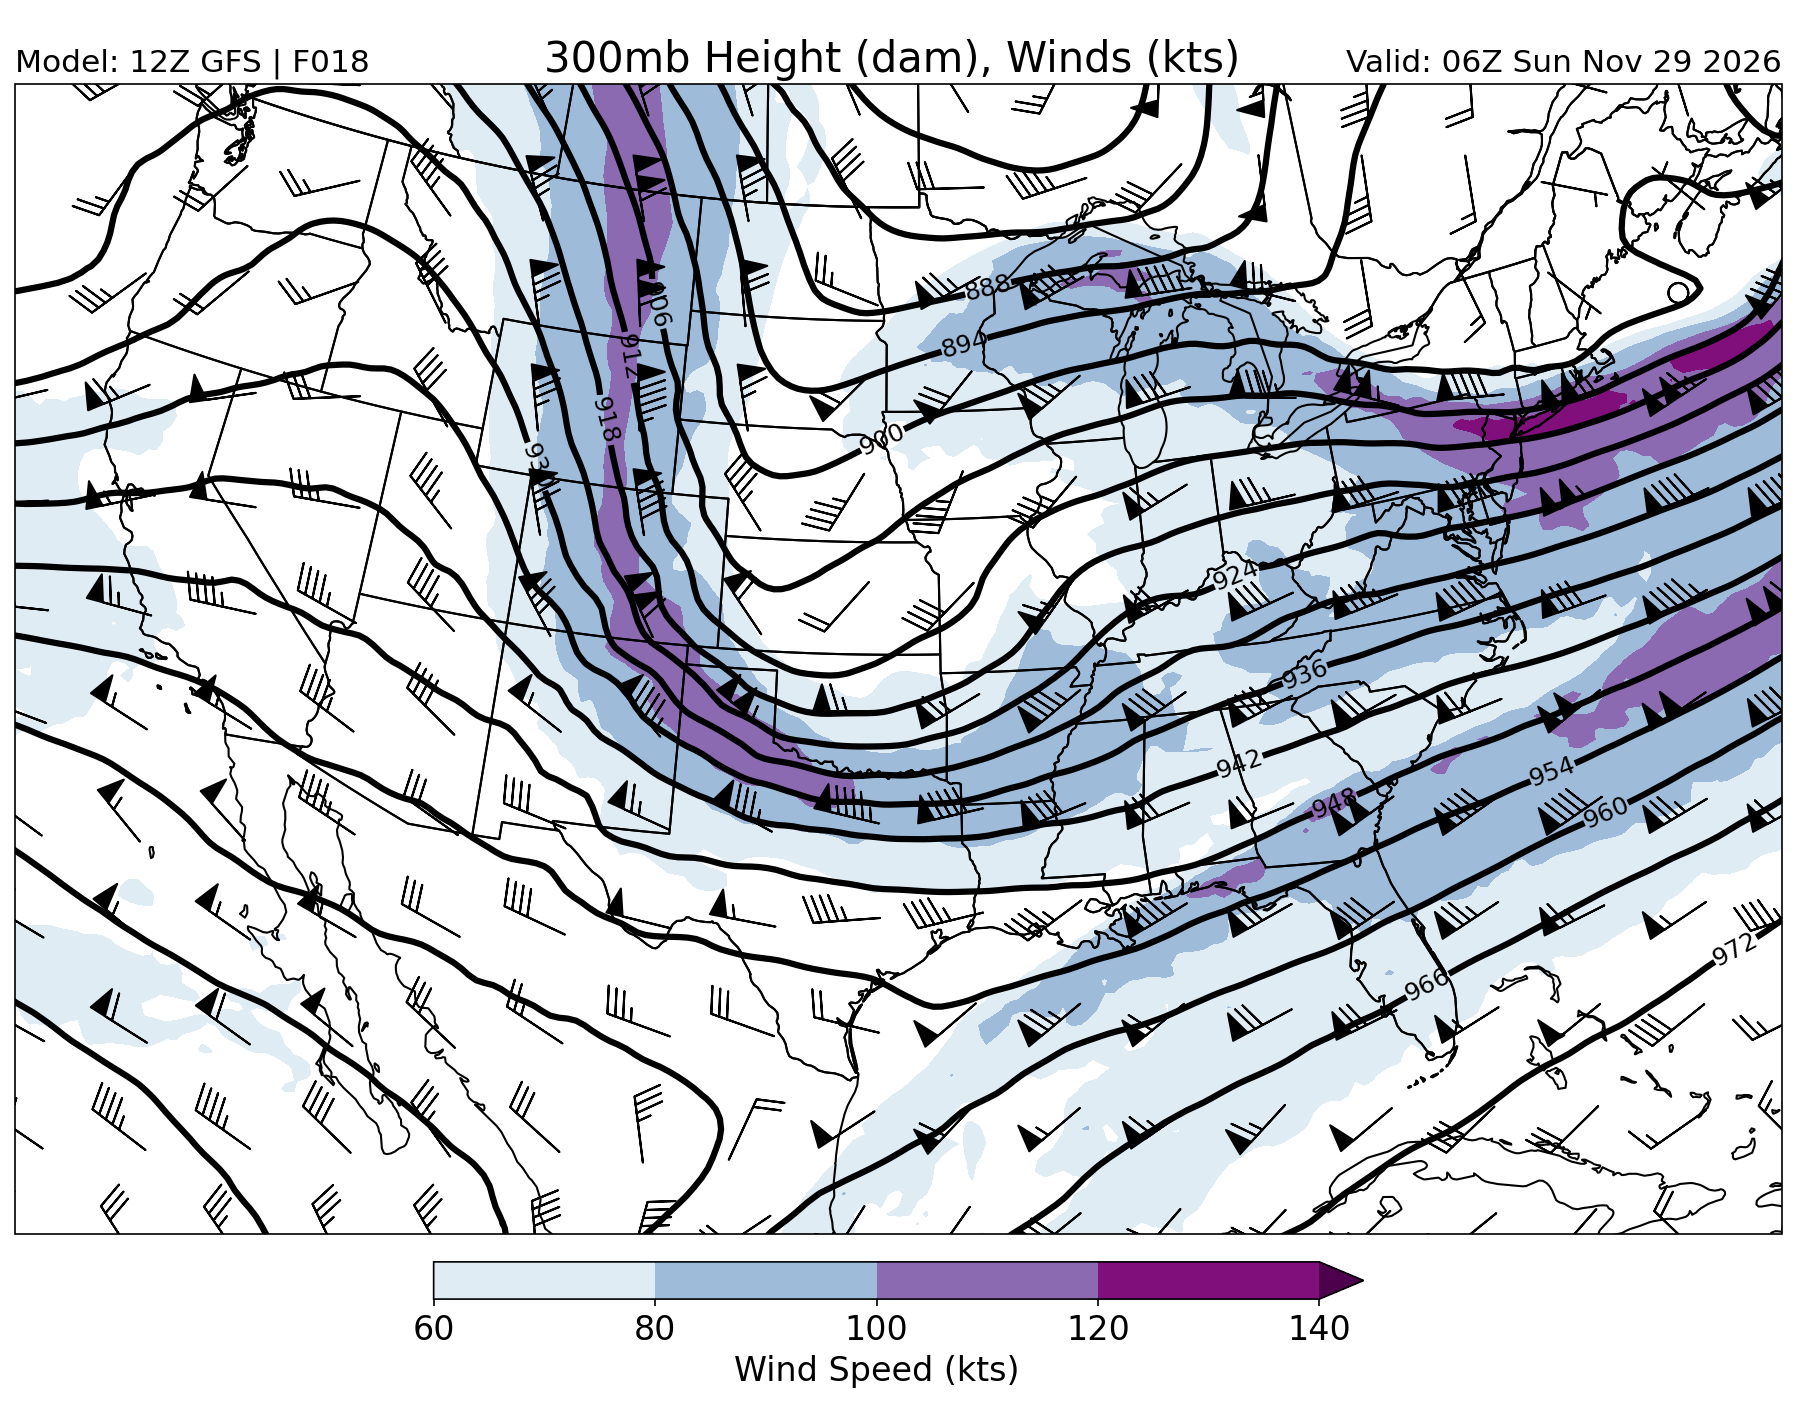 Model: 12Z GFS | F018
300mb Height (dam), Winds (kts)
Valid: 06Z Sun Nov 29 2026
888
906
894
912
918
900
924
936
942
954
948
960
972
966
60 80 100 120 140
Wind Speed (kts)